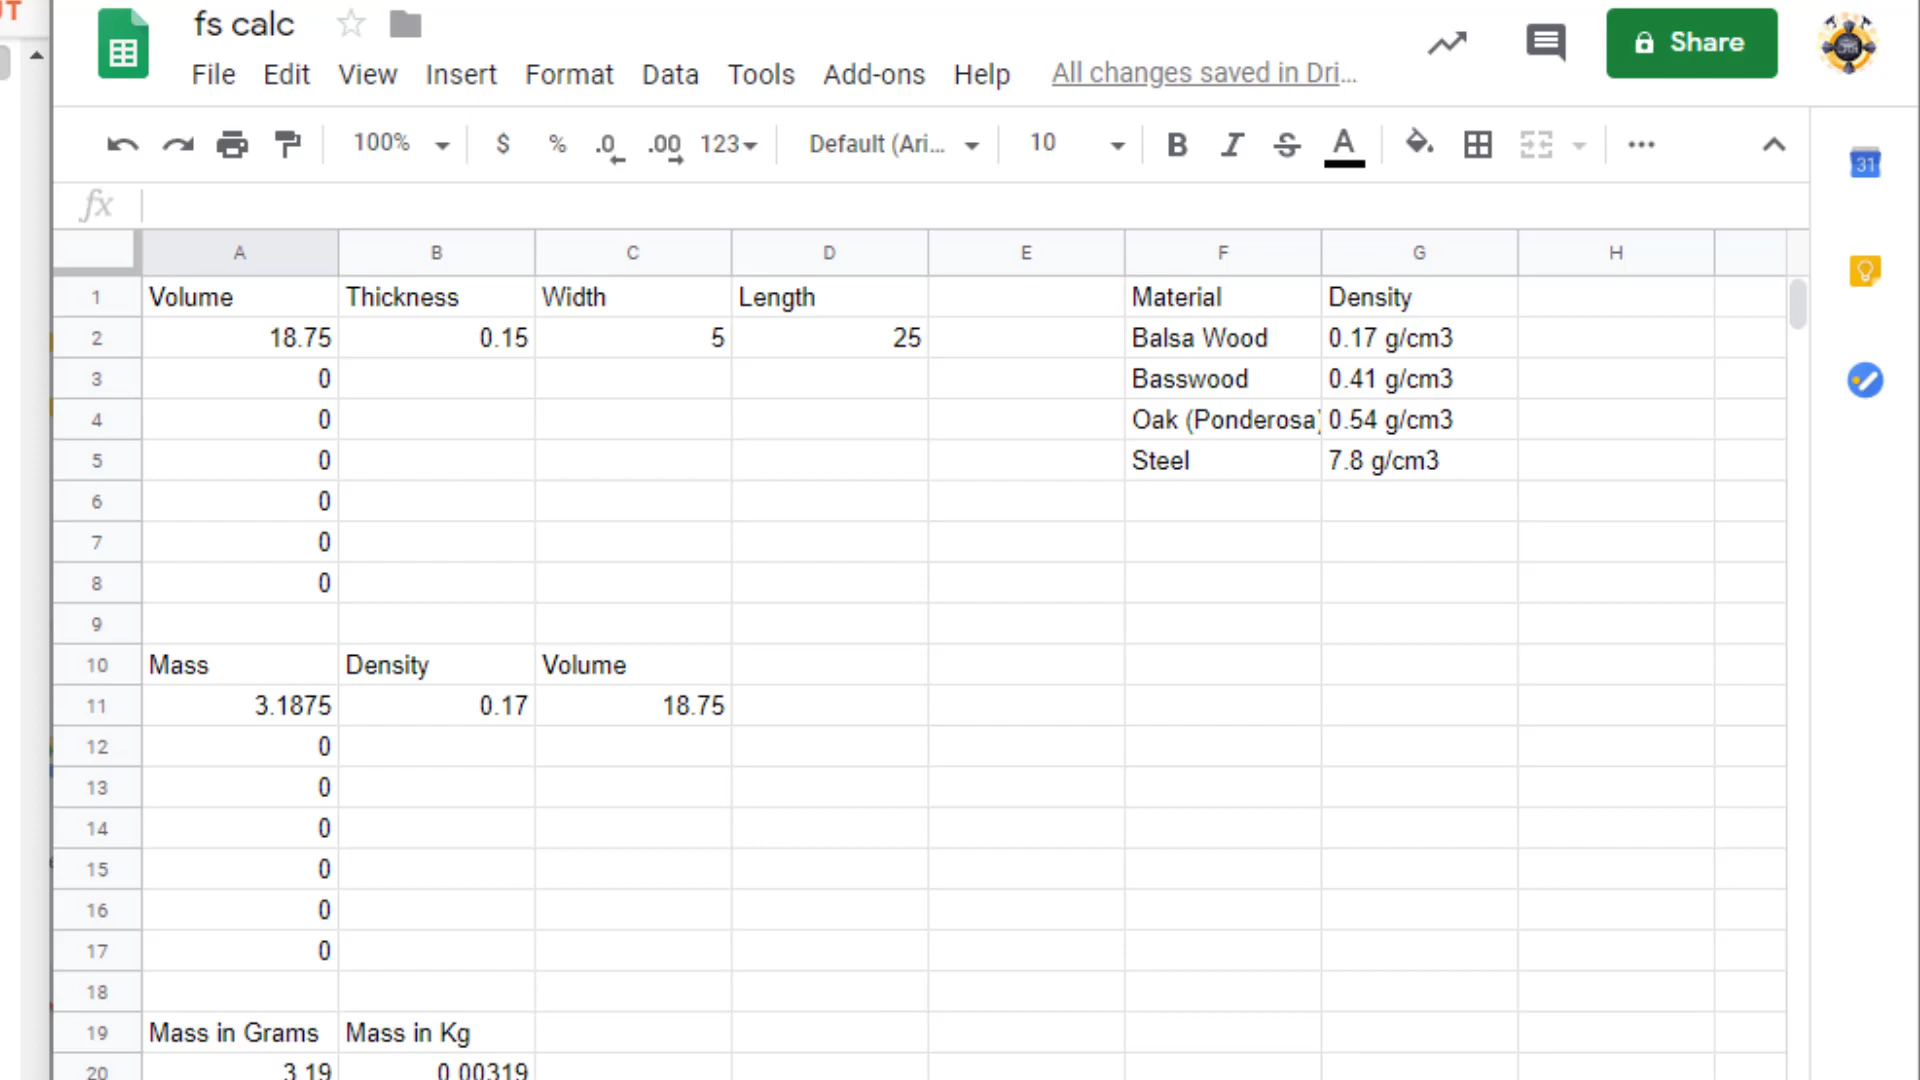 UT
fs calc
File Edit View Insert Format Data Tools Add-ons Help All changes saved in Dri...
Share
100% $ % .0 .00 123 Default (Ari... 10 B I S A ...
31
fx
A B C D E F G H
1 Volume Thickness Width Length Material Density
2 18.75 0.15 5 25 Balsa Wood 0.17 g/cm3
3 0 Basswood 0.41 g/cm3
4 0 Oak (Ponderosa) 0.54 g/cm3
5 0 Steel 7.8 g/cm3
6 0
7 0
8 0
9
10 Mass Density Volume
11 3.1875 0.17 18.75
12 0
13 0
14 0
15 0
16 0
17 0
18
19 Mass in Grams Mass in Kg
20 3.19 0.00319